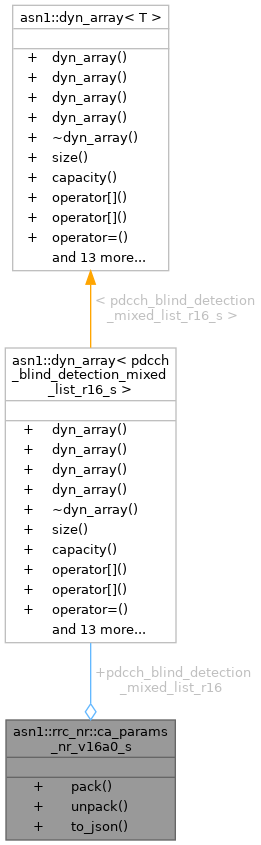 asn1::dyn_array< T >
+ dyn_array()
+ dyn_array()
+ dyn_array()
+ dyn_array()
+ ~dyn_array()
+ size()
+ capacity()
+ operator[]()
+ operator[]()
+ operator=()
and 13 more...
< pdcch_blind_detection
_mixed_list_r16_s >
asn1::dyn_array< pdcch
_blind_detection_mixed
_list_r16_s >
+ dyn_array()
+ dyn_array()
+ dyn_array()
+ dyn_array()
+ ~dyn_array()
+ size()
+ capacity()
+ operator[]()
+ operator[]()
+ operator=()
and 13 more...
+pdcch_blind_detection
_mixed_list_r16
asn1::rrc_nr::ca_params
_nr_v16a0_s
+ pack()
+ unpack()
+ to_json()